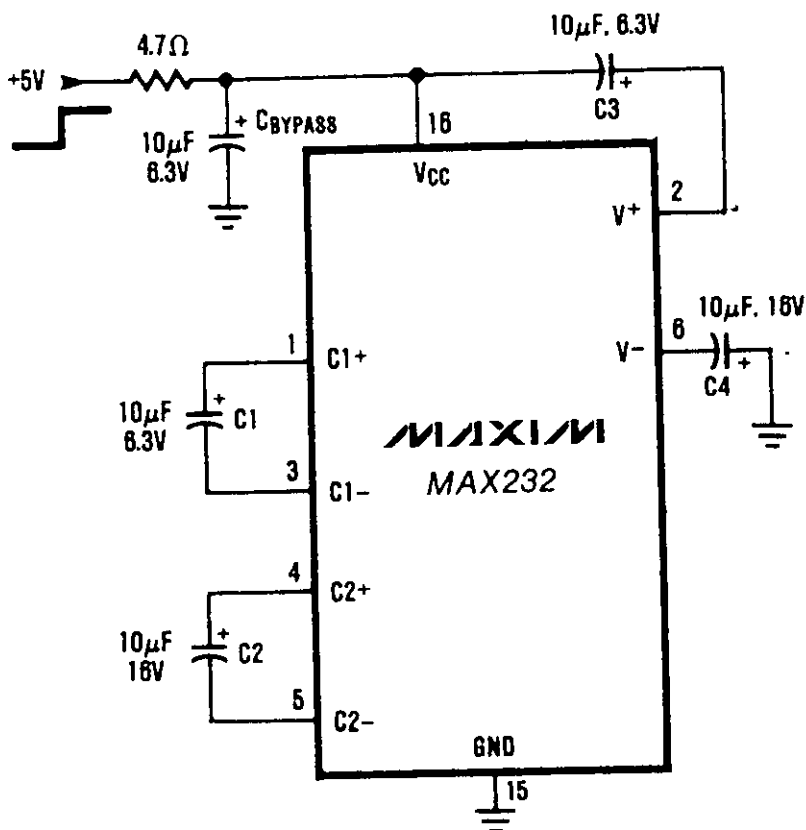 10μF, 6.3V
4.7Ω
+5V
+
C3
+ CBYPASS
10μF
6.3V
16
VCC
2
V+
10μF, 16V
6
V−
+
C4
1
C1+
+
10μF
6.3V
C1
3
C1−
MAXIM
MAX232
4
C2+
+
10μF
16V
C2
5
C2−
GND
15